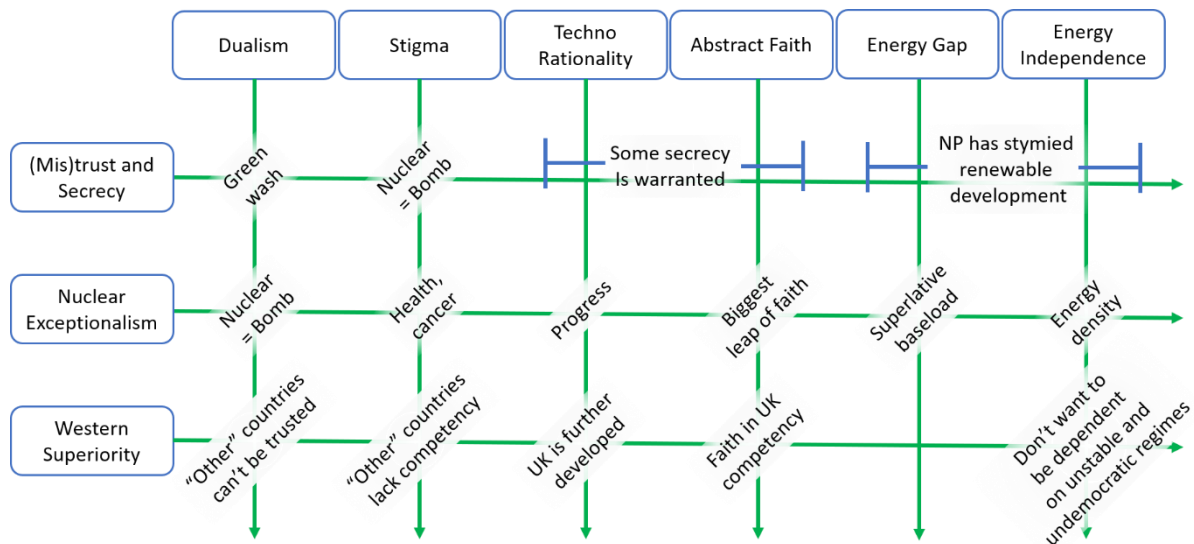 Dualism
Stigma
Techno
Rationality
Abstract Faith
Energy Gap
Energy
Independence
(Mis)trust and
Secrecy
Green
wash
Nuclear
= Bomb
Some secrecy
Is warranted
NP has stymied
renewable
development
Nuclear
Exceptionalism
Nuclear
= Bomb
Health,
cancer
Progress
Biggest
leap of faith
Superlative
baseload
Energy
density
Western
Superiority
“Other” countries
can’t be trusted
“Other” countries
lack competency
UK is further
developed
Faith in UK
competency
Don’t want to
be dependent
on unstable and
undemocratic regimes